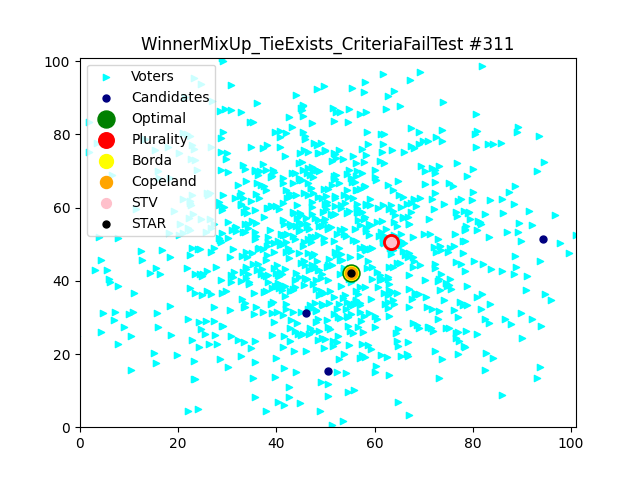 WinnerMixUp_TieExists_CriteriaFailTest #311
Voters
Candidates
Optimal
Plurality
Borda
Copeland
STV
STAR
100
80
60
40
20
0
0 20 40 60 80 100